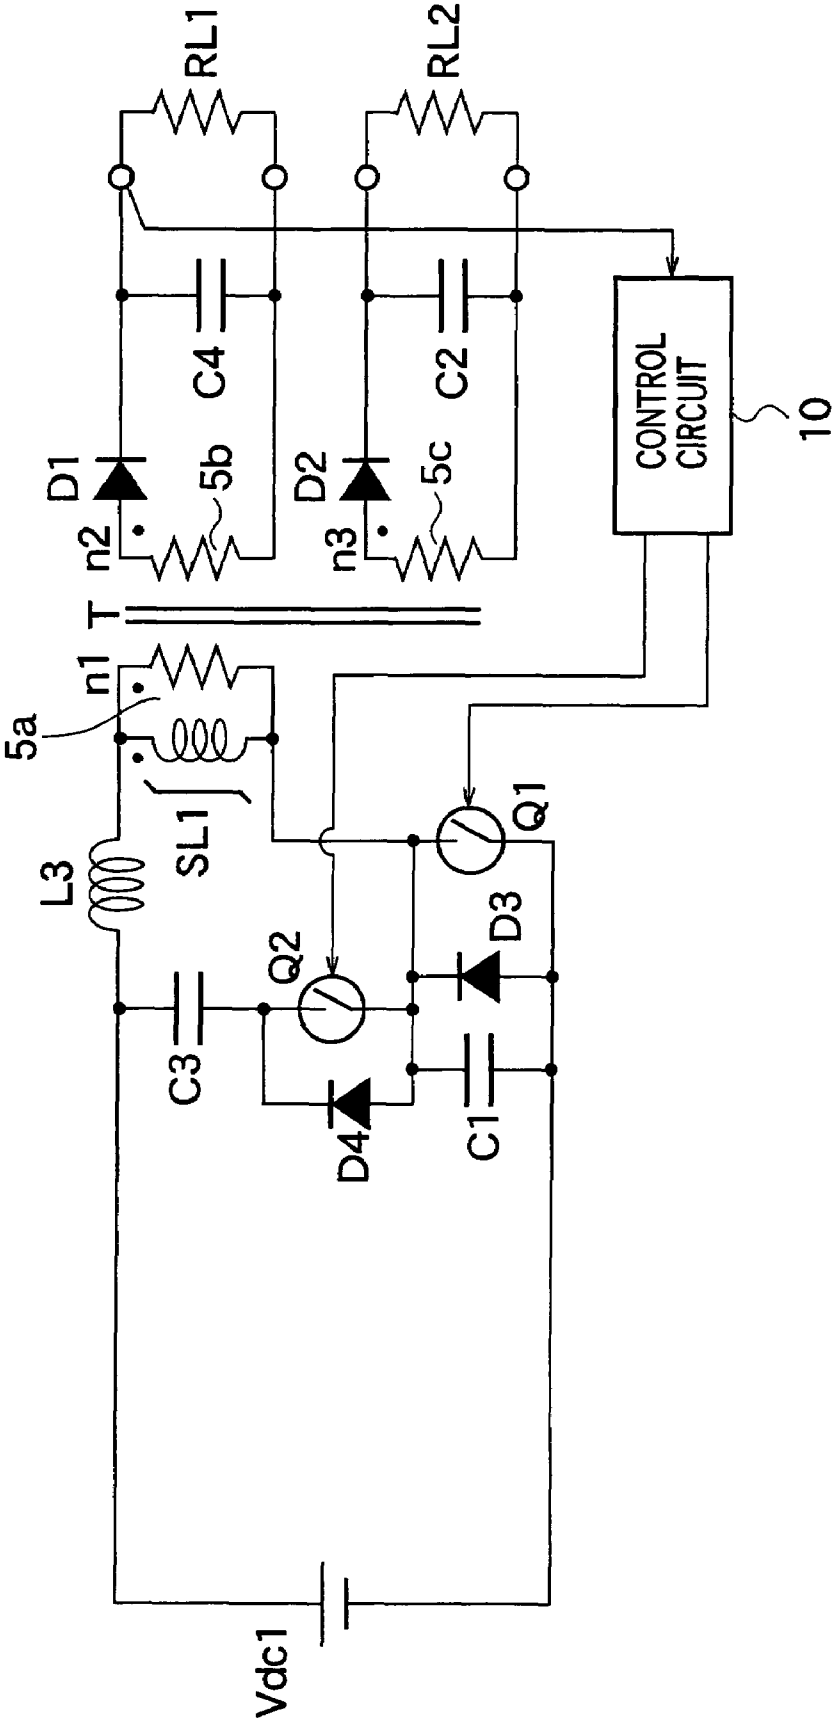 Vdc1
C3
D4
Q2
C1
D3
Q1
L3
SL1
5a
n1
T
n2
5b
D1
C4
RL1
n3
5c
D2
C2
RL2
CONTROL
CIRCUIT
10